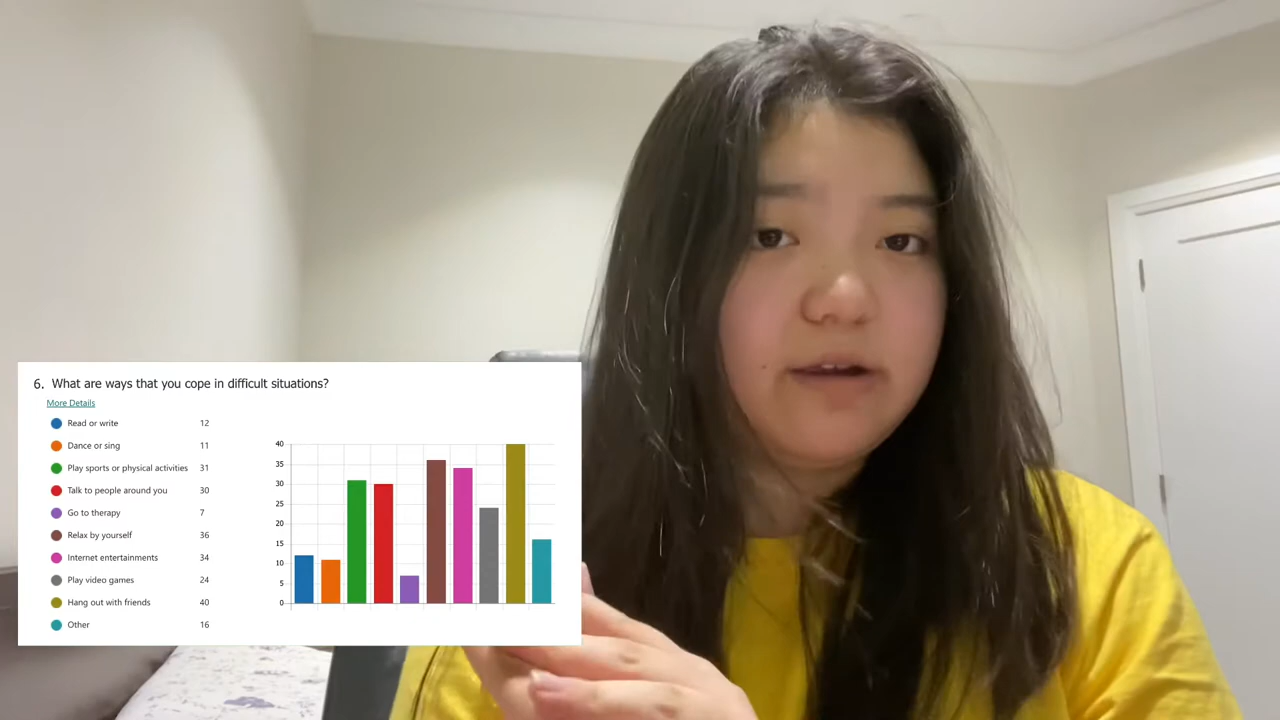 6. What are ways that you cope in difficult situations?
More Details
Read or write 12
Dance or sing 11
Play sports or physical activities 31
Talk to people around you 30
Go to therapy 7
Relax by yourself 36
Internet entertainments 34
Play video games 24
Hang out with friends 40
Other 16
40
35
30
25
20
15
10
5
0